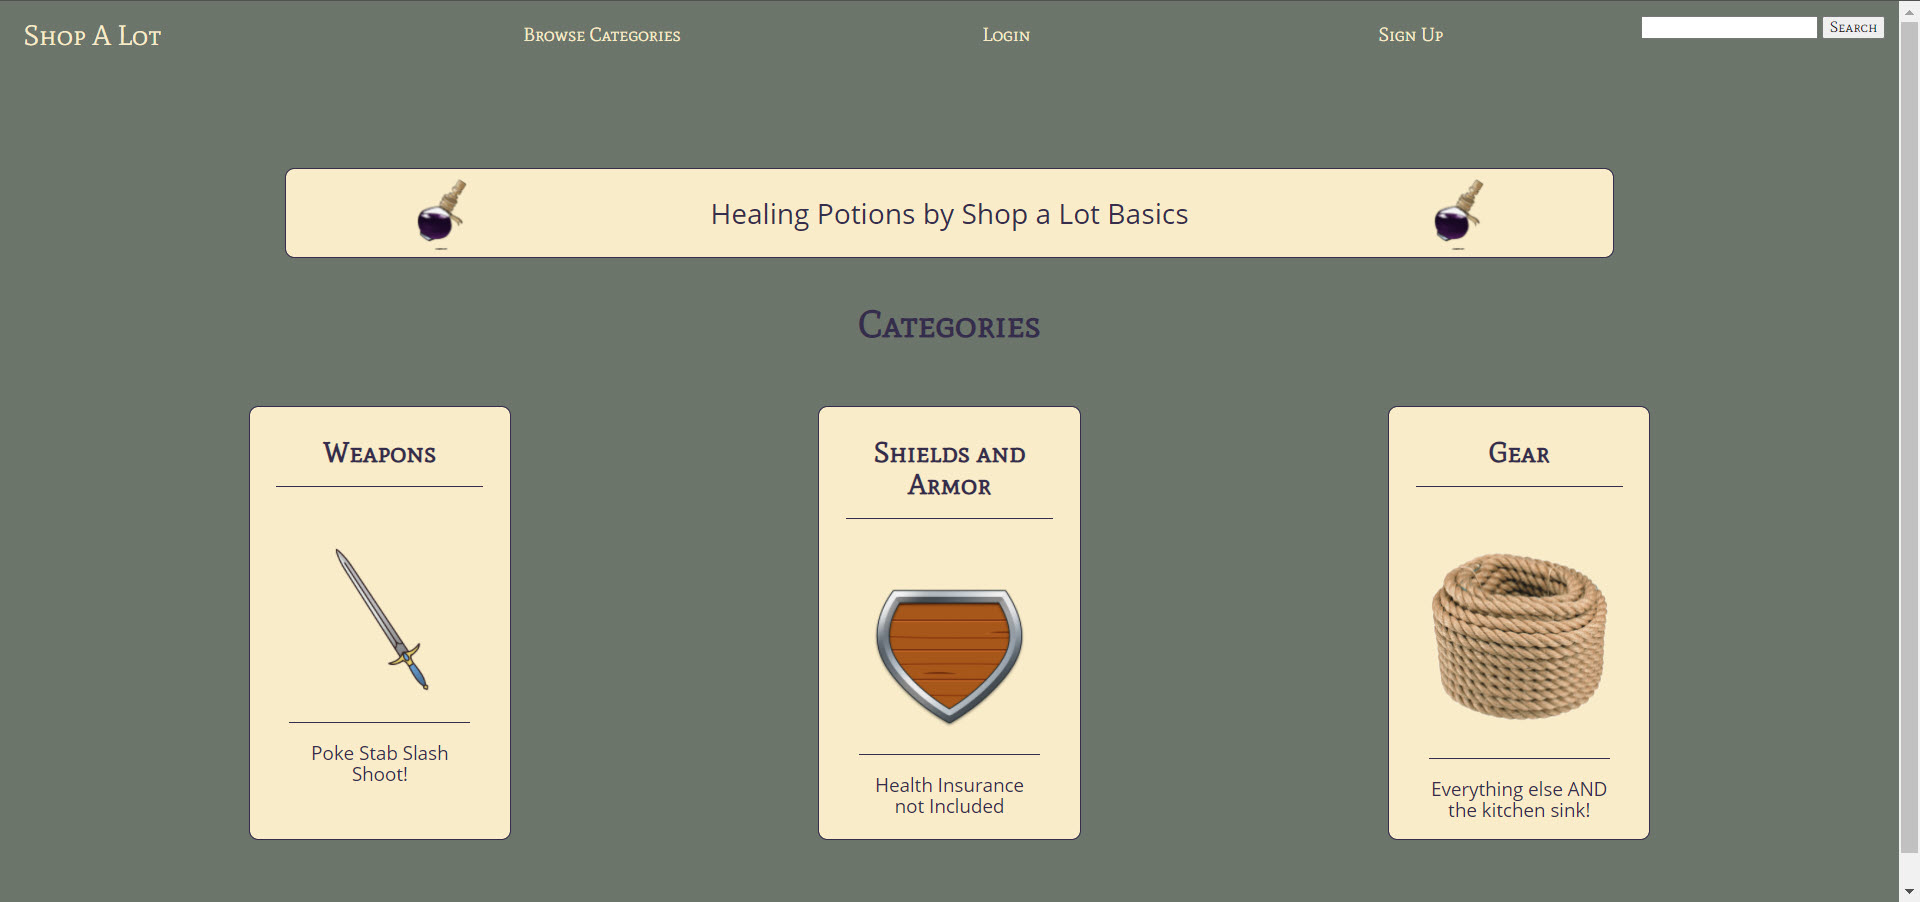 Shop A Lot
Browse Categories
Login
Sign Up
Search
Healing Potions by Shop a Lot Basics
Categories
Weapons
Poke Stab Slash
Shoot!
Shields and
Armor
Health Insurance
not Included
Gear
Everything else AND
the kitchen sink!